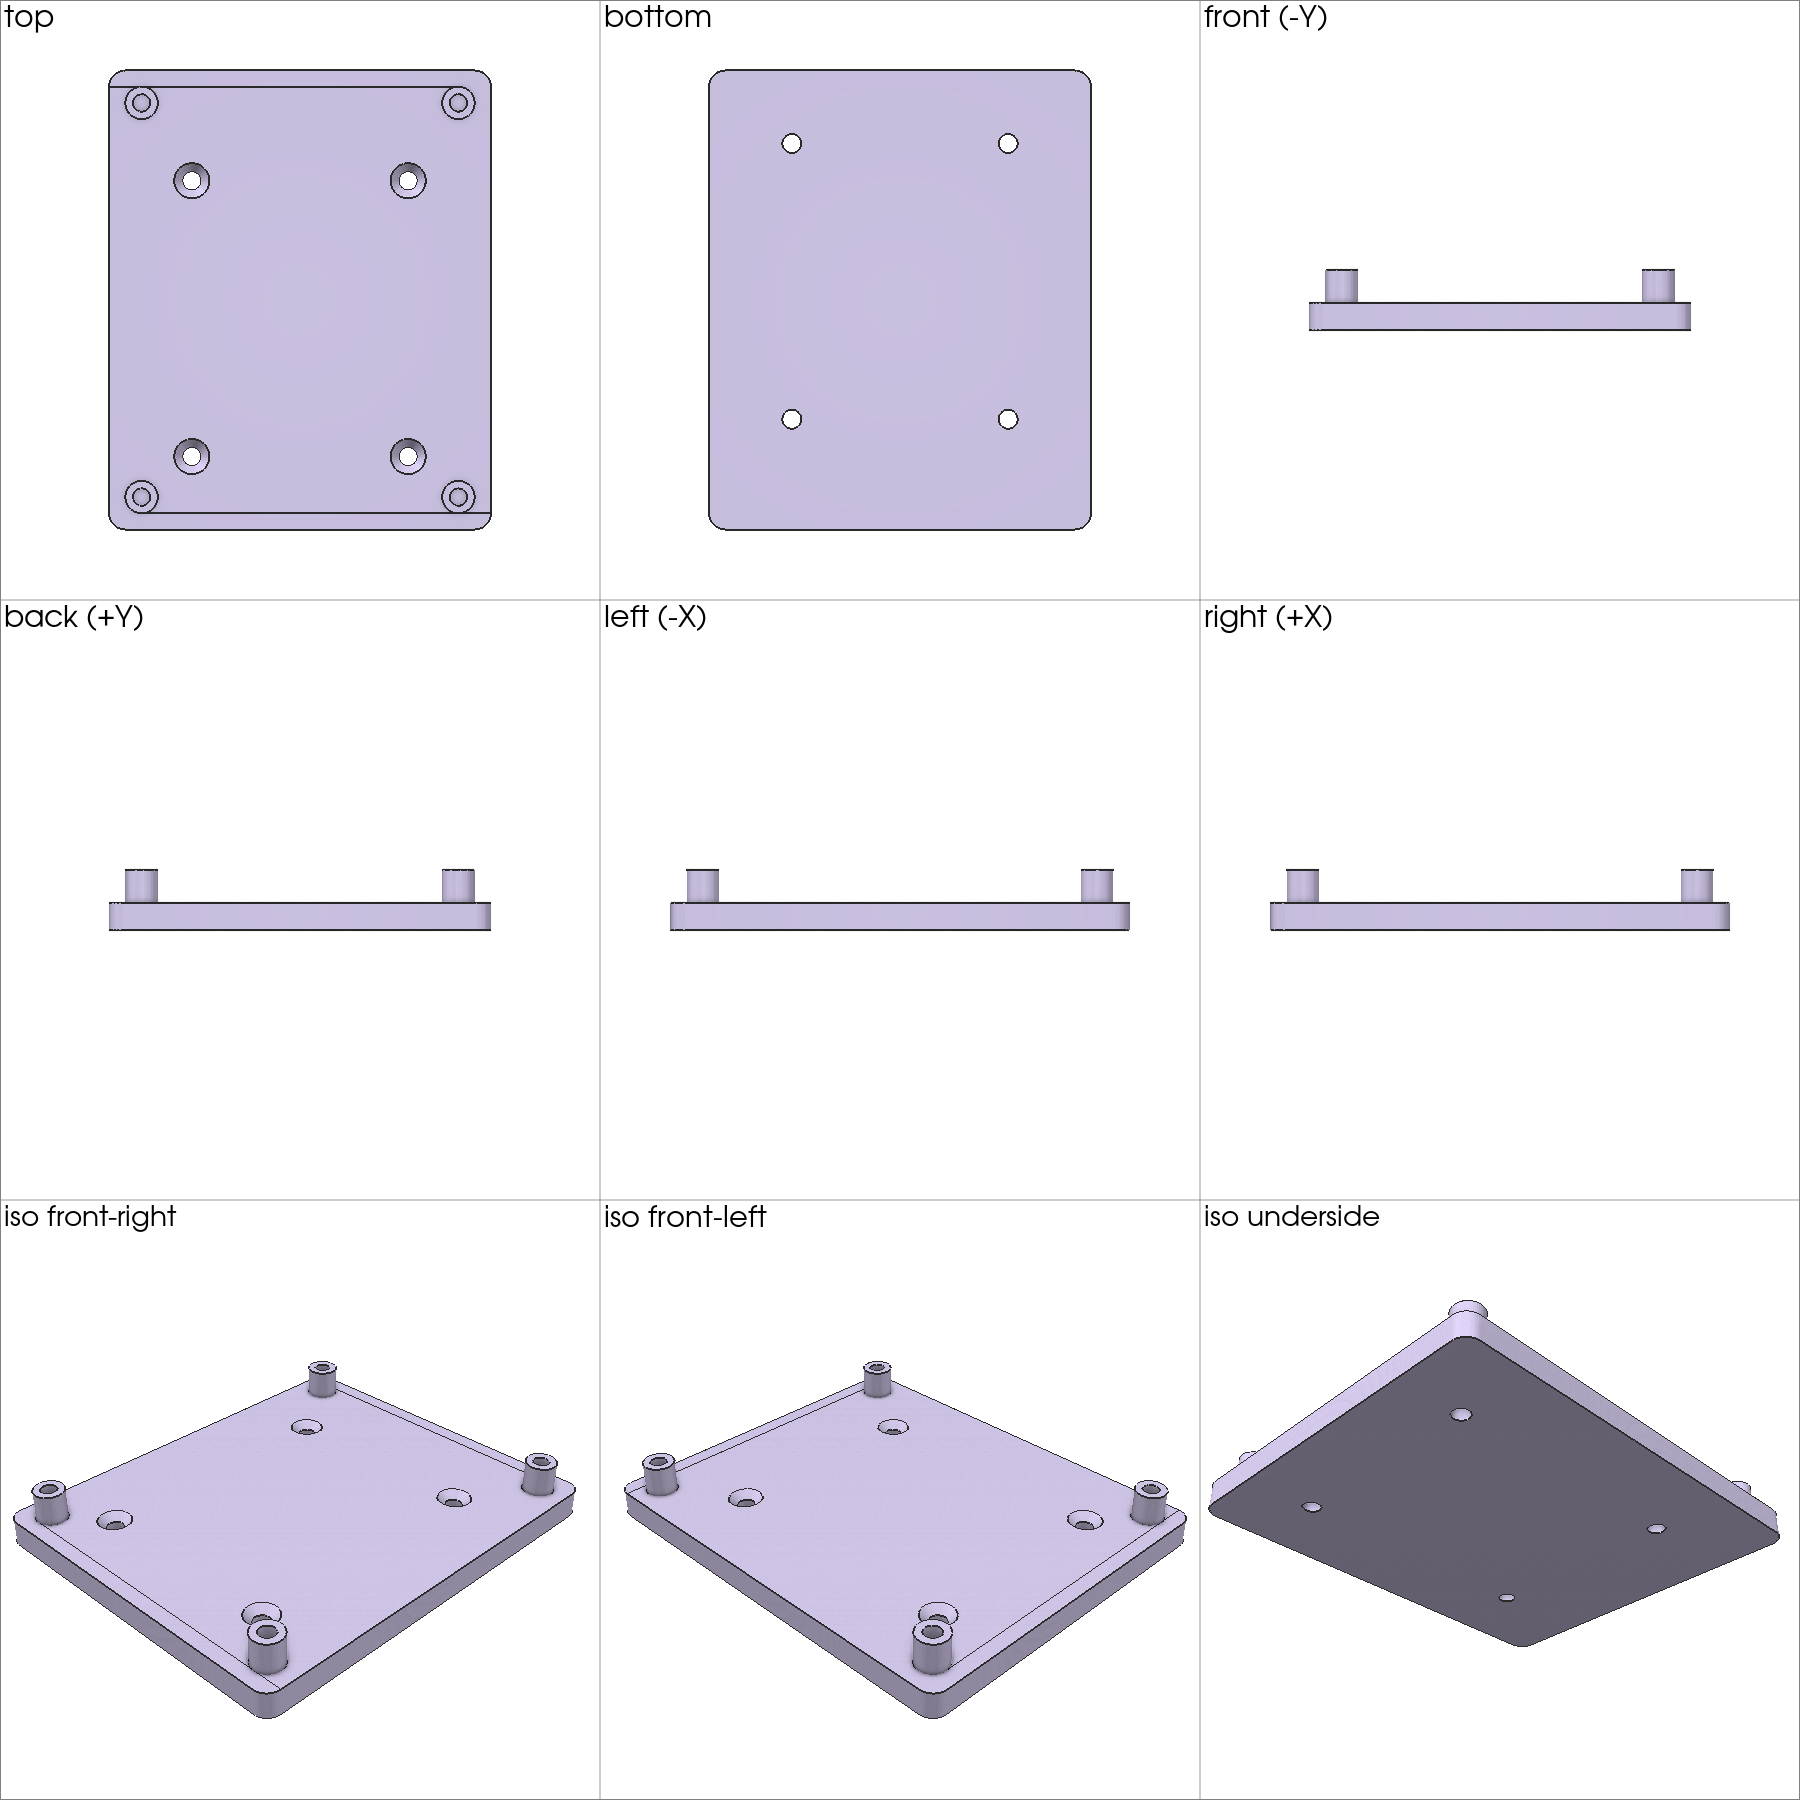 top
bottom
front (-Y)
back (+Y)
left (-X)
right (+X)
iso front-right
iso front-left
iso underside